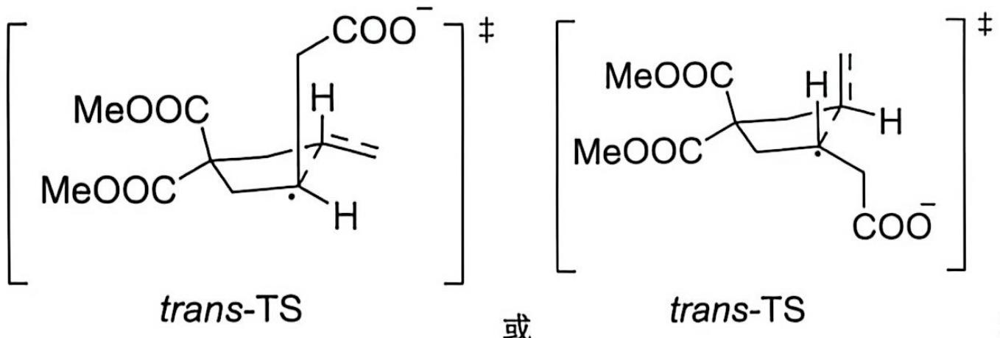 COO⁻
‡
H
MeOOC
MeOOC
H
trans-TS
或
‡
MeOOC
H
H
MeOOC
COO⁻
trans-TS